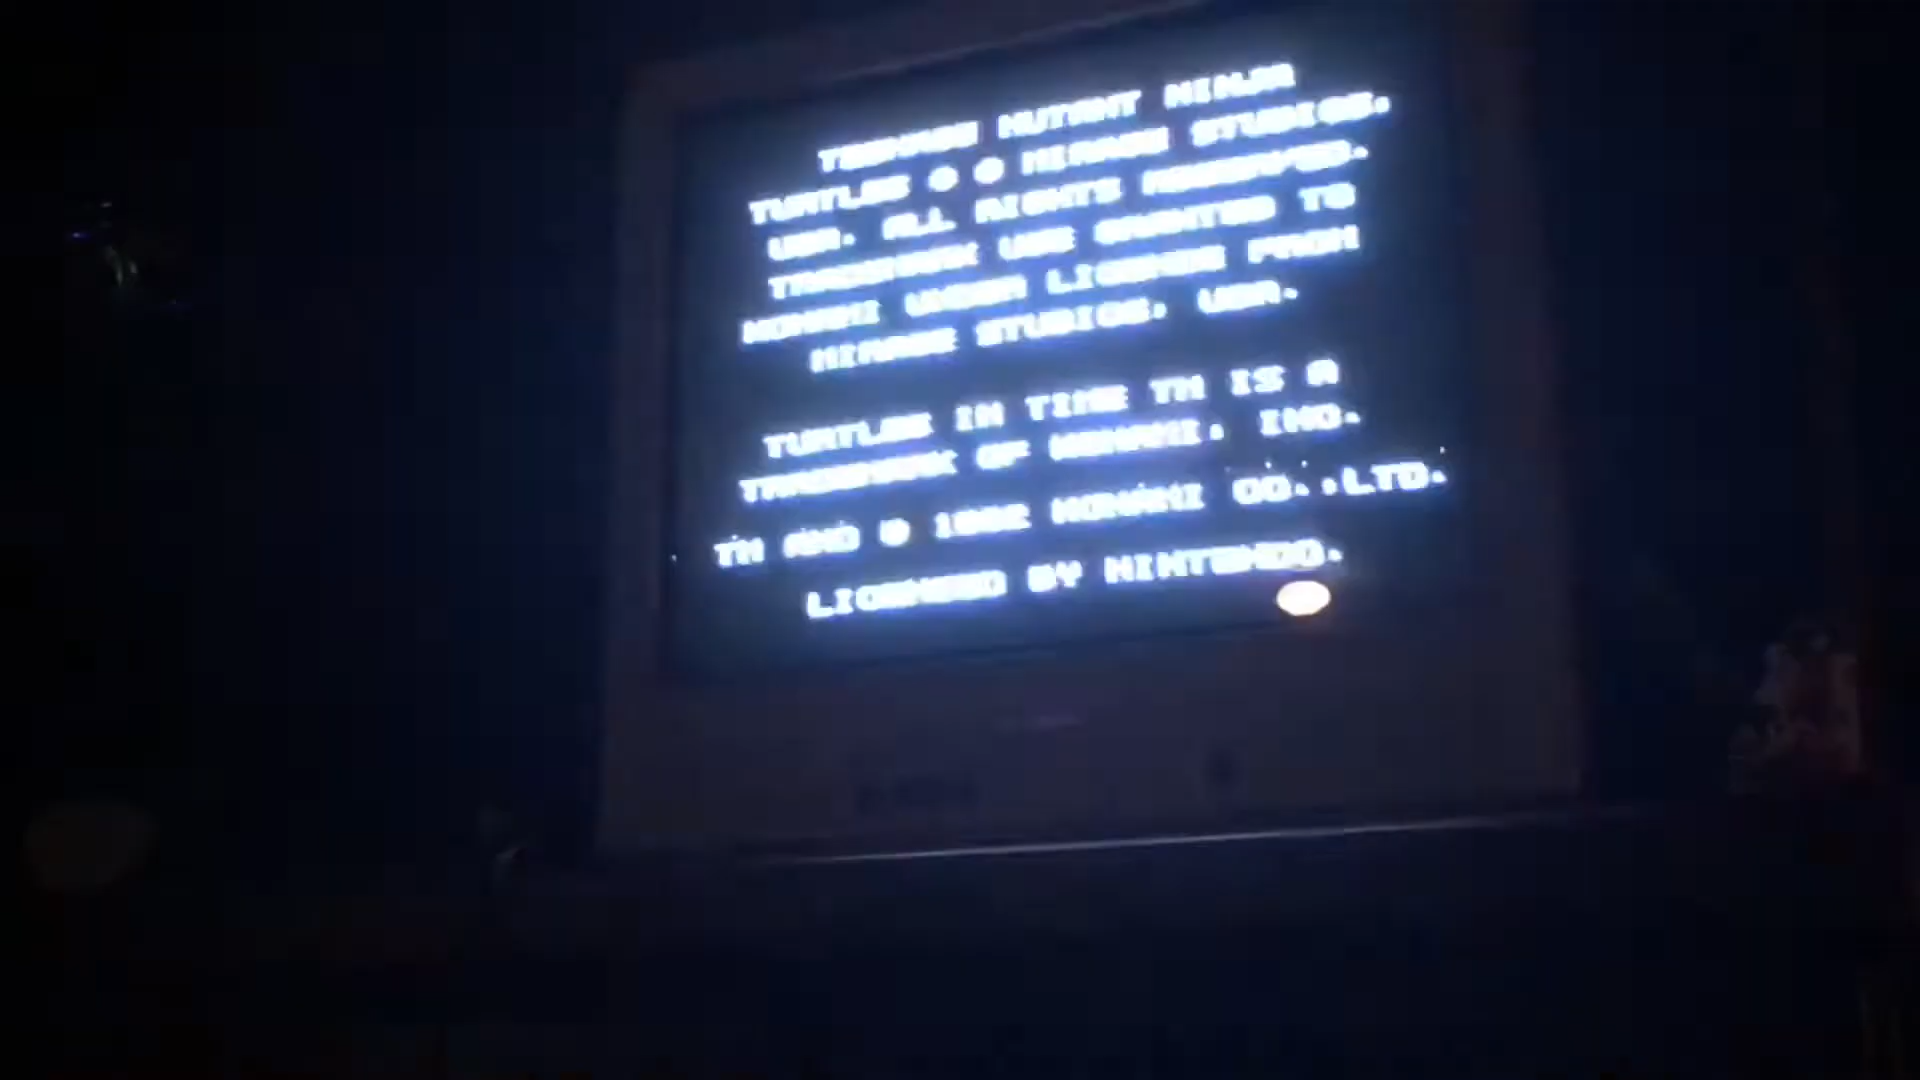 TEENAGE MUTANT NINJA
TURTLES ® © MIRAGE STUDIOS.
USA. ALL RIGHTS RESERVED.
TRADEMARK USE GRANTED TO
KONAMI UNDER LICENSE FROM
MIRAGE STUDIOS. USA.
TURTLES IN TIME TM IS A
TRADEMARK OF KONAMI. INC.
TM AND © 1992 KONAMI CO.,LTD.
LICENSED BY NINTENDO.